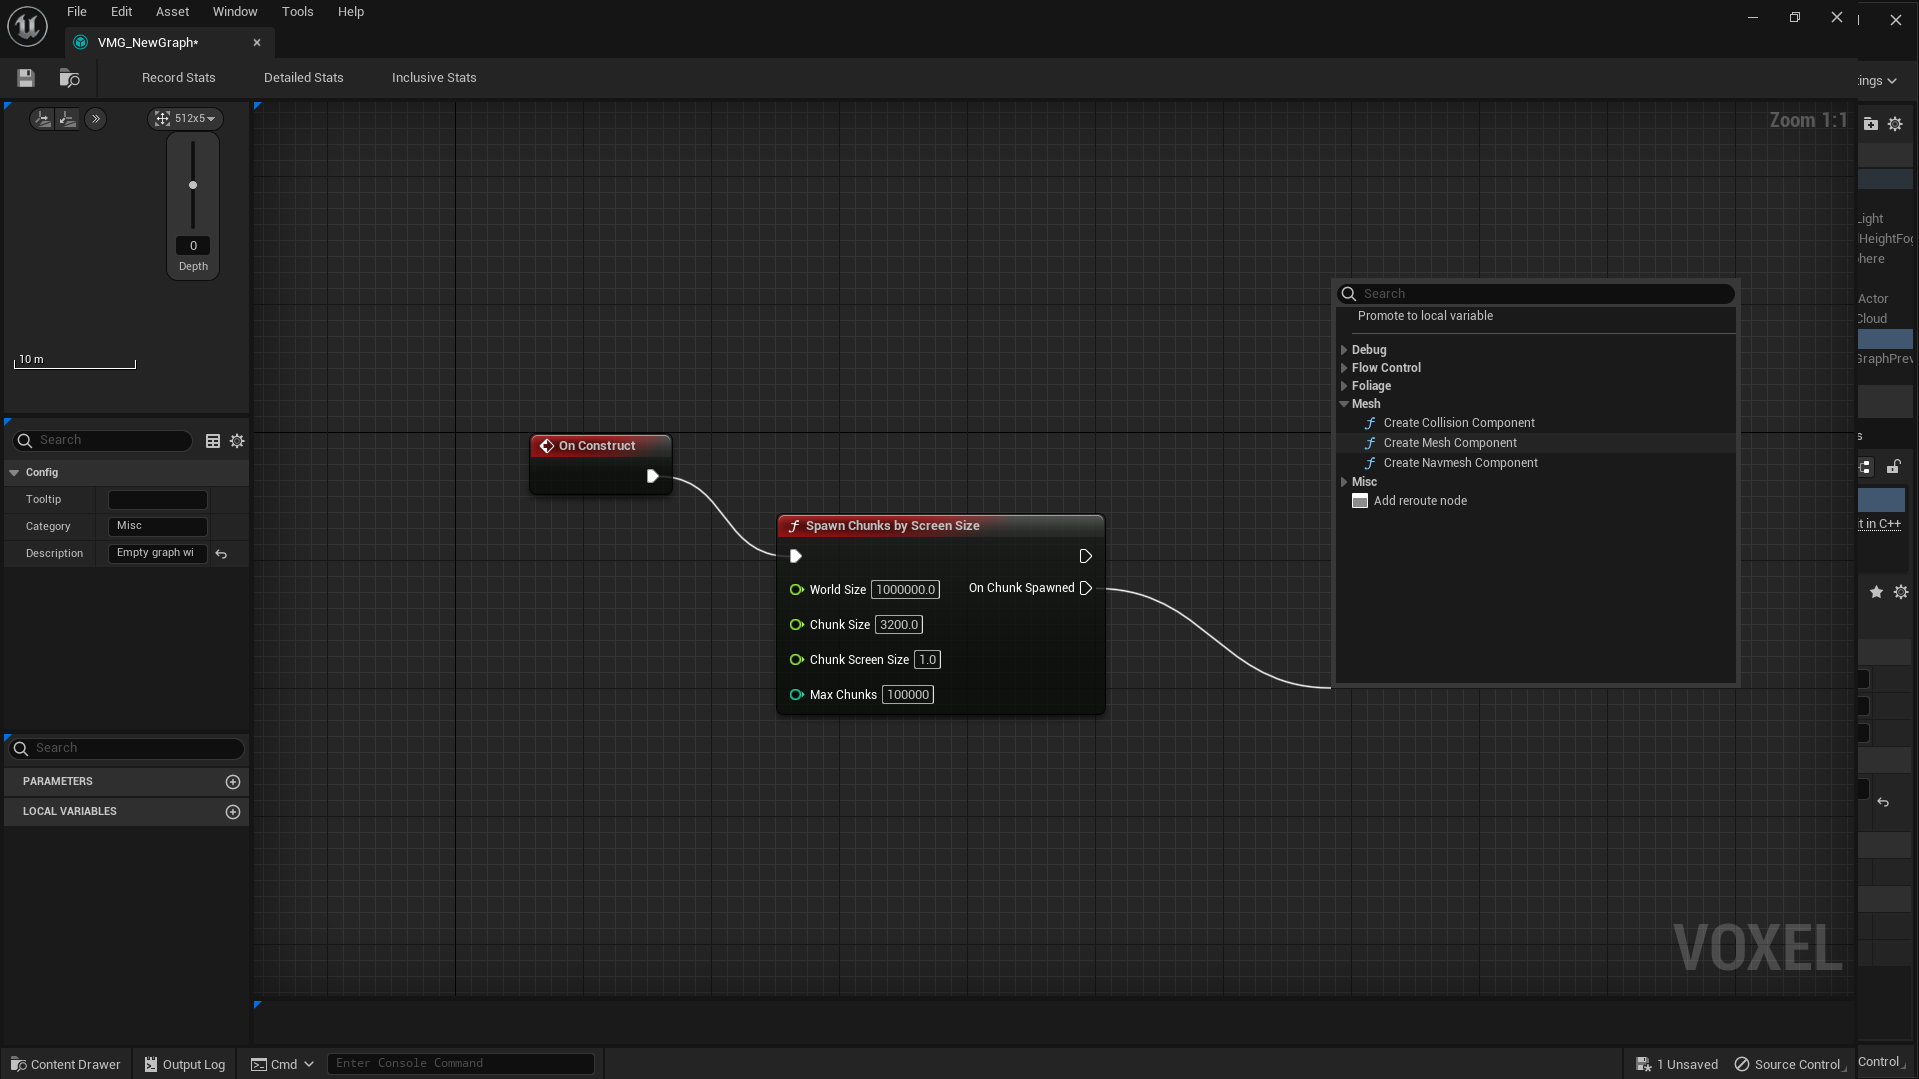 File Edit Asset Window Tools Help
VMG_NewGraph*
Record Stats Detailed Stats Inclusive Stats
ings
512x5
Zoom 1:1
0
Depth
Light
HeightFog
here
Actor
Cloud
GraphPrev
10 m
Search
Promote to local variable
Debug
Flow Control
Foliage
Mesh
Create Collision Component
Create Mesh Component
Create Navmesh Component
Misc
Add reroute node
Search
Config
Tooltip
Category Misc
Description Empty graph wi
On Construct
s
t in C++
Spawn Chunks by Screen Size
World Size 1000000.0 On Chunk Spawned
Chunk Size 3200.0
Chunk Screen Size 1.0
Max Chunks 100000
Search
PARAMETERS
LOCAL VARIABLES
VOXEL
Content Drawer Output Log Cmd Enter Console Command 1 Unsaved Source Control Control